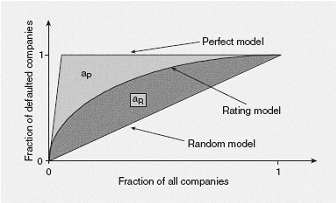 Perfect model
1
aP
Fraction of defaulted companies
aR
Rating model
Random model
0
0
1
Fraction of all companies